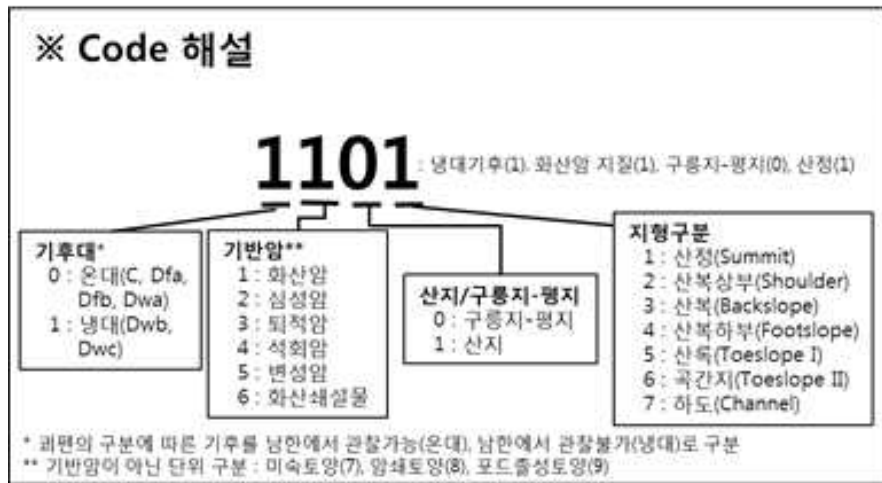 ※ Code 해설
1101 : 냉대기후(1), 화산암 지질(1), 구릉지-평지(0), 산정(1)
기후대*
0 : 온대(C, Dfa, Dfb, Dwa)
1 : 냉대(Dwb, Dwc)
기반암**
1 : 화산암
2 : 심성암
3 : 퇴적암
4 : 석회암
5 : 변성암
6 : 화산쇄설물
산지/구릉지-평지
0 : 구릉지-평지
1 : 산지
지형구분
1 : 산정(Summit)
2 : 산복상부(Shoulder)
3 : 산복(Backslope)
4 : 산복하부(Footslope)
5 : 산록(Toeslope I)
6 : 곡간지(Toeslope II)
7 : 하도(Channel)
* 쾨펜의 구분에 따른 기후를 남한에서 관찰가능(온대), 남한에서 관찰불가(냉대)로 구분
** 기반암이 아닌 단위 구분 : 미숙토양(7), 암쇄토양(8), 포드졸성토양(9)